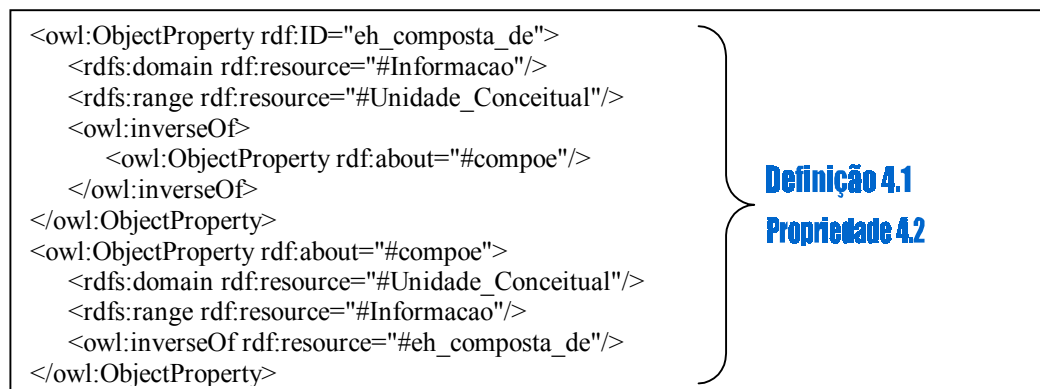 <owl:ObjectProperty rdf:ID="eh_composta_de">
<rdfs:domain rdf:resource="#Informacao"/>
<rdfs:range rdf:resource="#Unidade_Conceitual"/>
<owl:inverseOf>
<owl:ObjectProperty rdf:about="#compoe"/>
</owl:inverseOf>
</owl:ObjectProperty>
<owl:ObjectProperty rdf:about="#compoe">
<rdfs:domain rdf:resource="#Unidade_Conceitual"/>
<rdfs:range rdf:resource="#Informacao"/>
<owl:inverseOf rdf:resource="#eh_composta_de"/>
</owl:ObjectProperty>
Definição 4.1
Propriedade 4.2